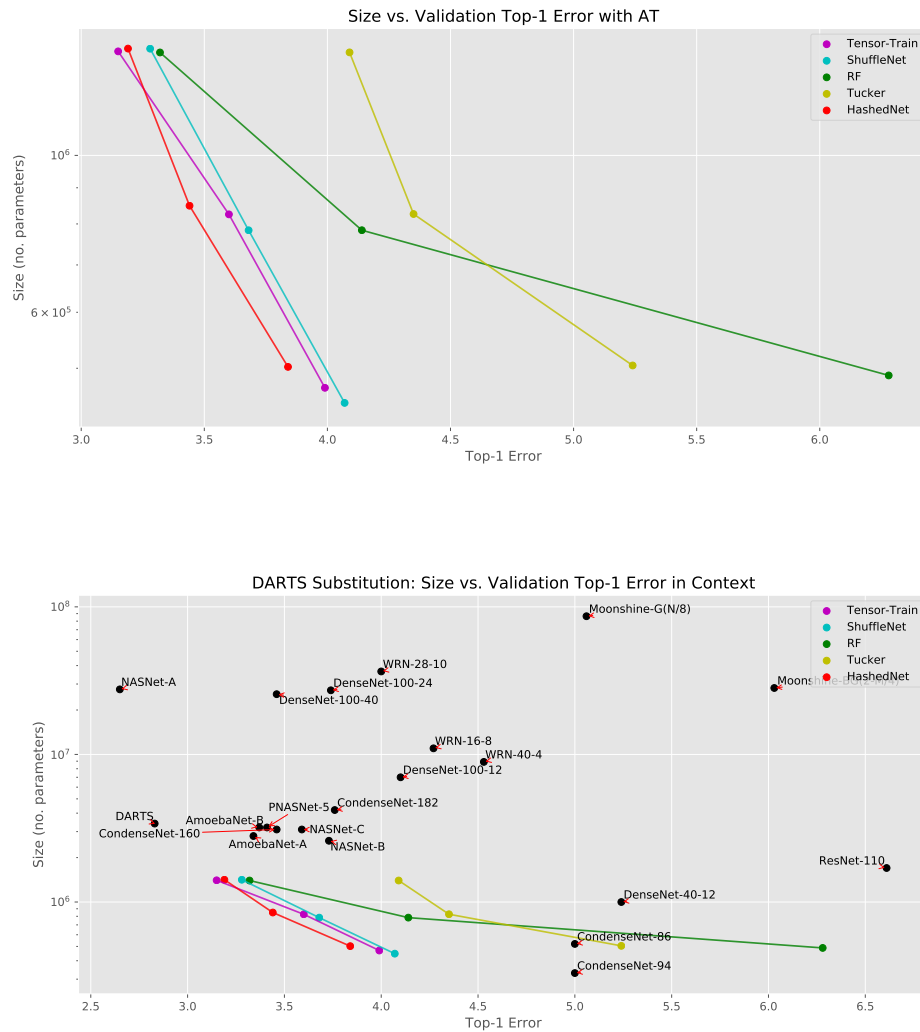 Size vs. Validation Top-1 Error with AT
Tensor-Train
ShuffleNet
RF
Tucker
HashedNet
10^6
6 × 10^5
Size (no. parameters)
3.0 3.5 4.0 4.5 5.0 5.5 6.0
Top-1 Error
DARTS Substitution: Size vs. Validation Top-1 Error in Context
Tensor-Train
ShuffleNet
RF
Tucker
HashedNet
10^8
10^7
10^6
Size (no. parameters)
Moonshine-G(N/8)
WRN-28-10
NASNet-A
DenseNet-100-24
DenseNet-100-40
WRN-16-8
WRN-40-4
DenseNet-100-12
PNASNet-5
CondenseNet-182
DARTS
AmoebaNet-B
CondenseNet-160
NASNet-C
AmoebaNet-A
NASNet-B
ResNet-110
DenseNet-40-12
CondenseNet-86
CondenseNet-94
2.5 3.0 3.5 4.0 4.5 5.0 5.5 6.0 6.5
Top-1 Error